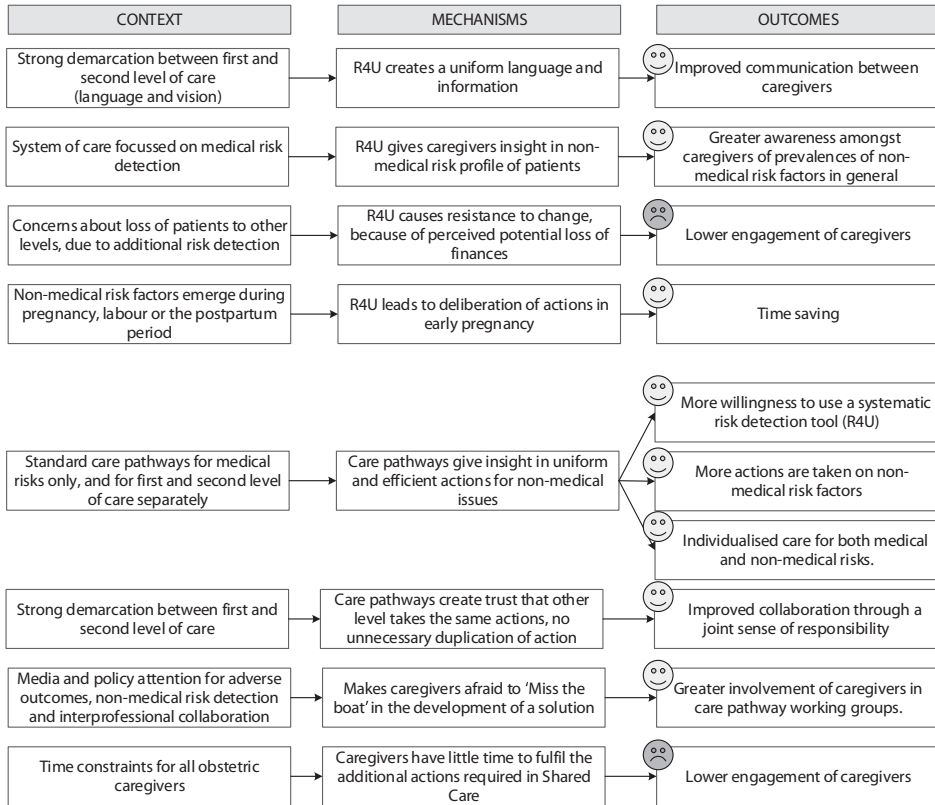 CONTEXT
MECHANISMS
OUTCOMES
Strong demarcation between first and
second level of care
(language and vision)
R4U creates a uniform language and
information
Improved communication between
caregivers
System of care focussed on medical risk
detection
R4U gives caregivers insight in non-
medical risk profile of patients
Greater awareness amongst
caregivers of prevalences of non-
medical risk factors in general
Concerns about loss of patients to other
levels, due to additional risk detection
R4U causes resistance to change,
because of perceived potential loss of
finances
Lower engagement of caregivers
Non-medical risk factors emerge during
pregnancy, labour or the postpartum
period
R4U leads to deliberation of actions in
early pregnancy
Time saving
Standard care pathways for medical
risks only, and for first and second level
of care separately
Care pathways give insight in uniform
and efficient actions for non-medical
issues
More willingness to use a systematic
risk detection tool (R4U)
More actions are taken on non-
medical risk factors
Individualised care for both medical
and non-medical risks.
Strong demarcation between first and
second level of care
Care pathways create trust that other
level takes the same actions, no
unnecessary duplication of action
Improved collaboration through a
joint sense of responsibility
Media and policy attention for adverse
outcomes, non-medical risk detection
and interprofessional collaboration
Makes caregivers afraid to ‘Miss the
boat’ in the development of a solution
Greater involvement of caregivers in
care pathway working groups.
Time constraints for all obstetric
caregivers
Caregivers have little time to fulfil the
additional actions required in Shared
Care
Lower engagement of caregivers